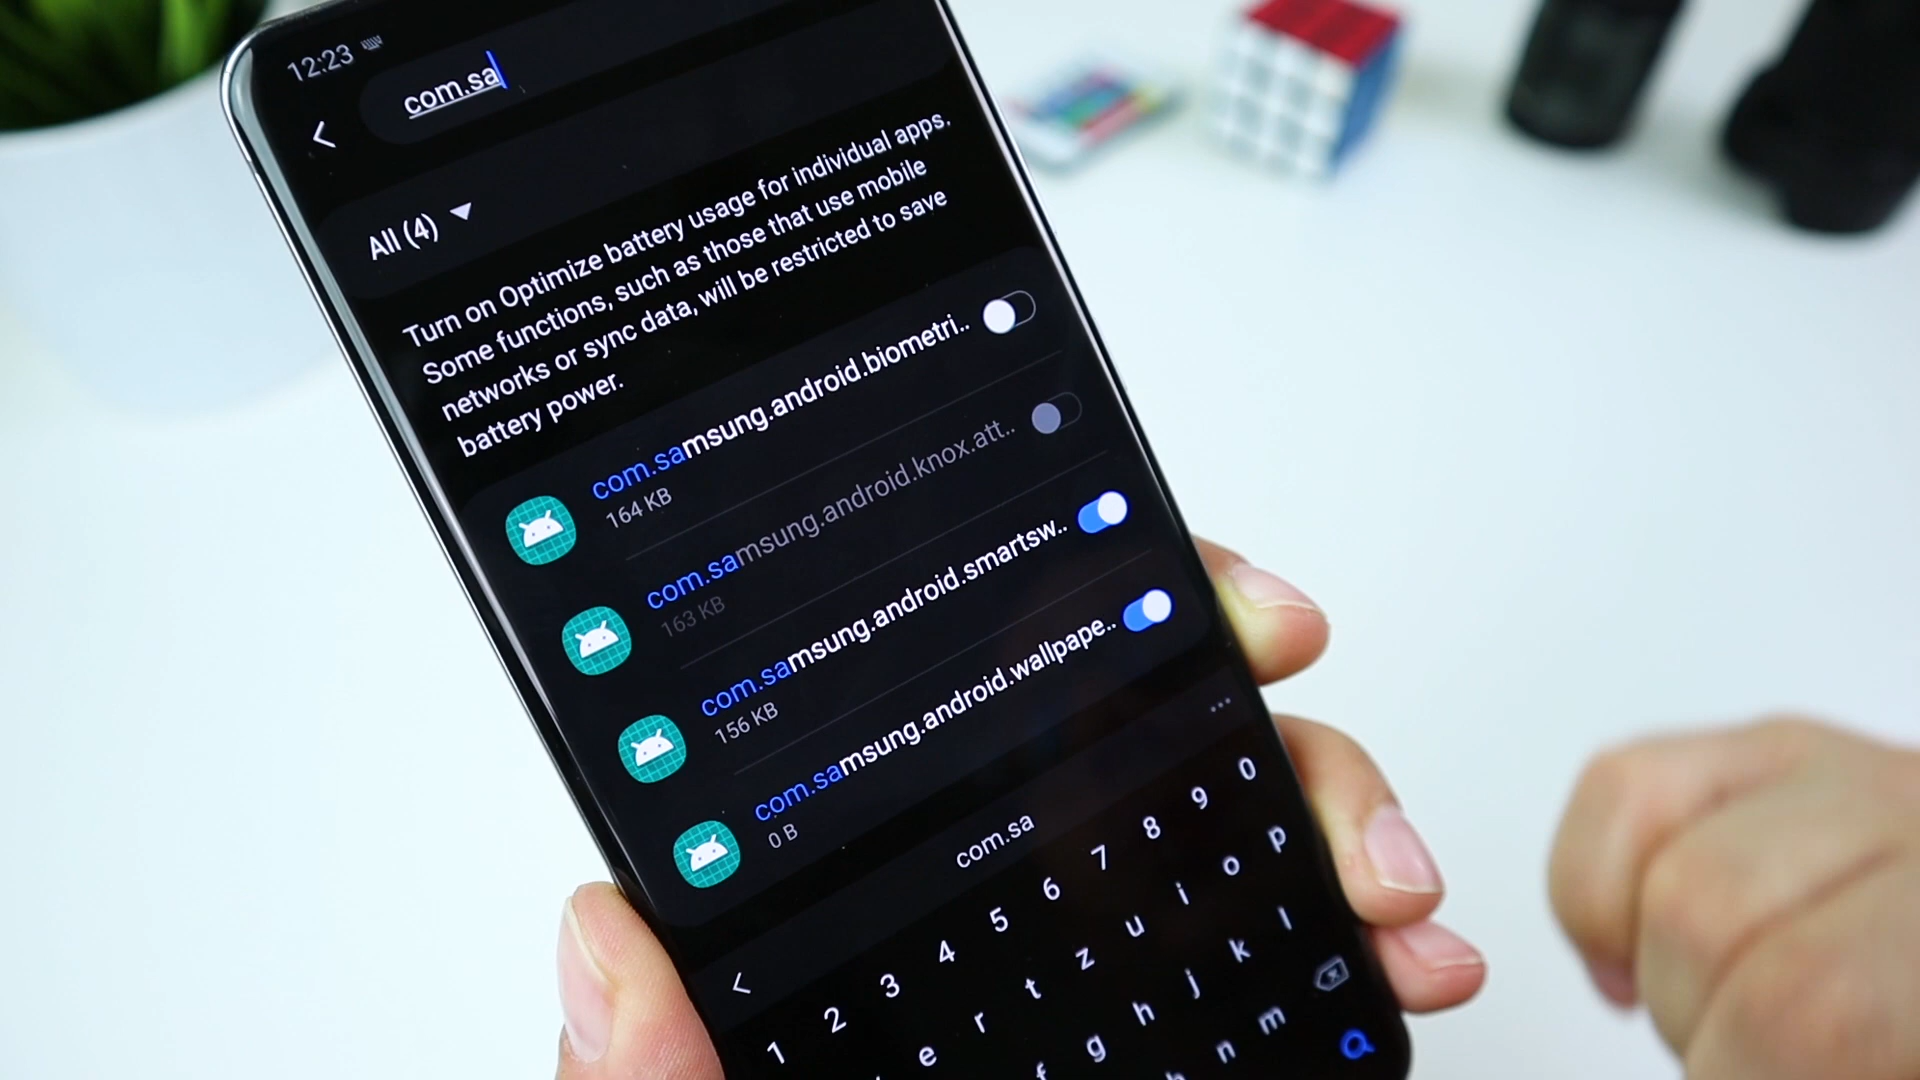 12:23
com.sa
All (4)
Turn on Optimize battery usage for individual apps.
Some functions, such as those that use mobile
networks or sync data, will be restricted to save
battery power.
com.samsung.android.biometri..
164 KB
com.samsung.android.knox.att..
163 KB
com.samsung.android.smartsw..
156 KB
com.samsung.android.wallpape..
0 B
com.sa
1 2 3 4 5 6 7 8 9 0
e r t z u i o p
f g h j k l
n m